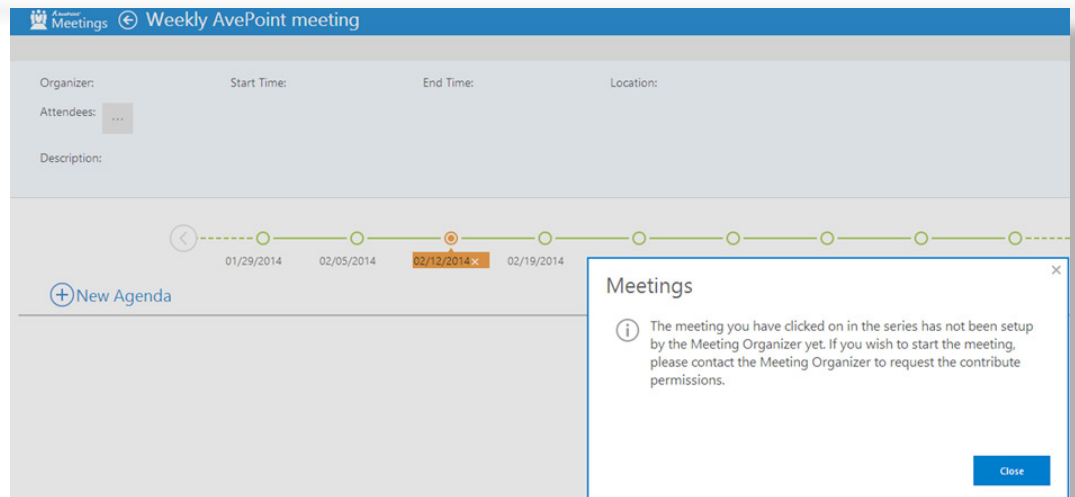 AvePoint
Meetings Weekly AvePoint meeting
Organizer: Start Time: End Time: Location:
Attendees: ...
Description:
01/29/2014 02/05/2014 02/12/2014 × 02/19/2014
New Agenda
Meetings
The meeting you have clicked on in the series has not been setup
by the Meeting Organizer yet. If you wish to start the meeting,
please contact the Meeting Organizer to request the contribute
permissions.
Close